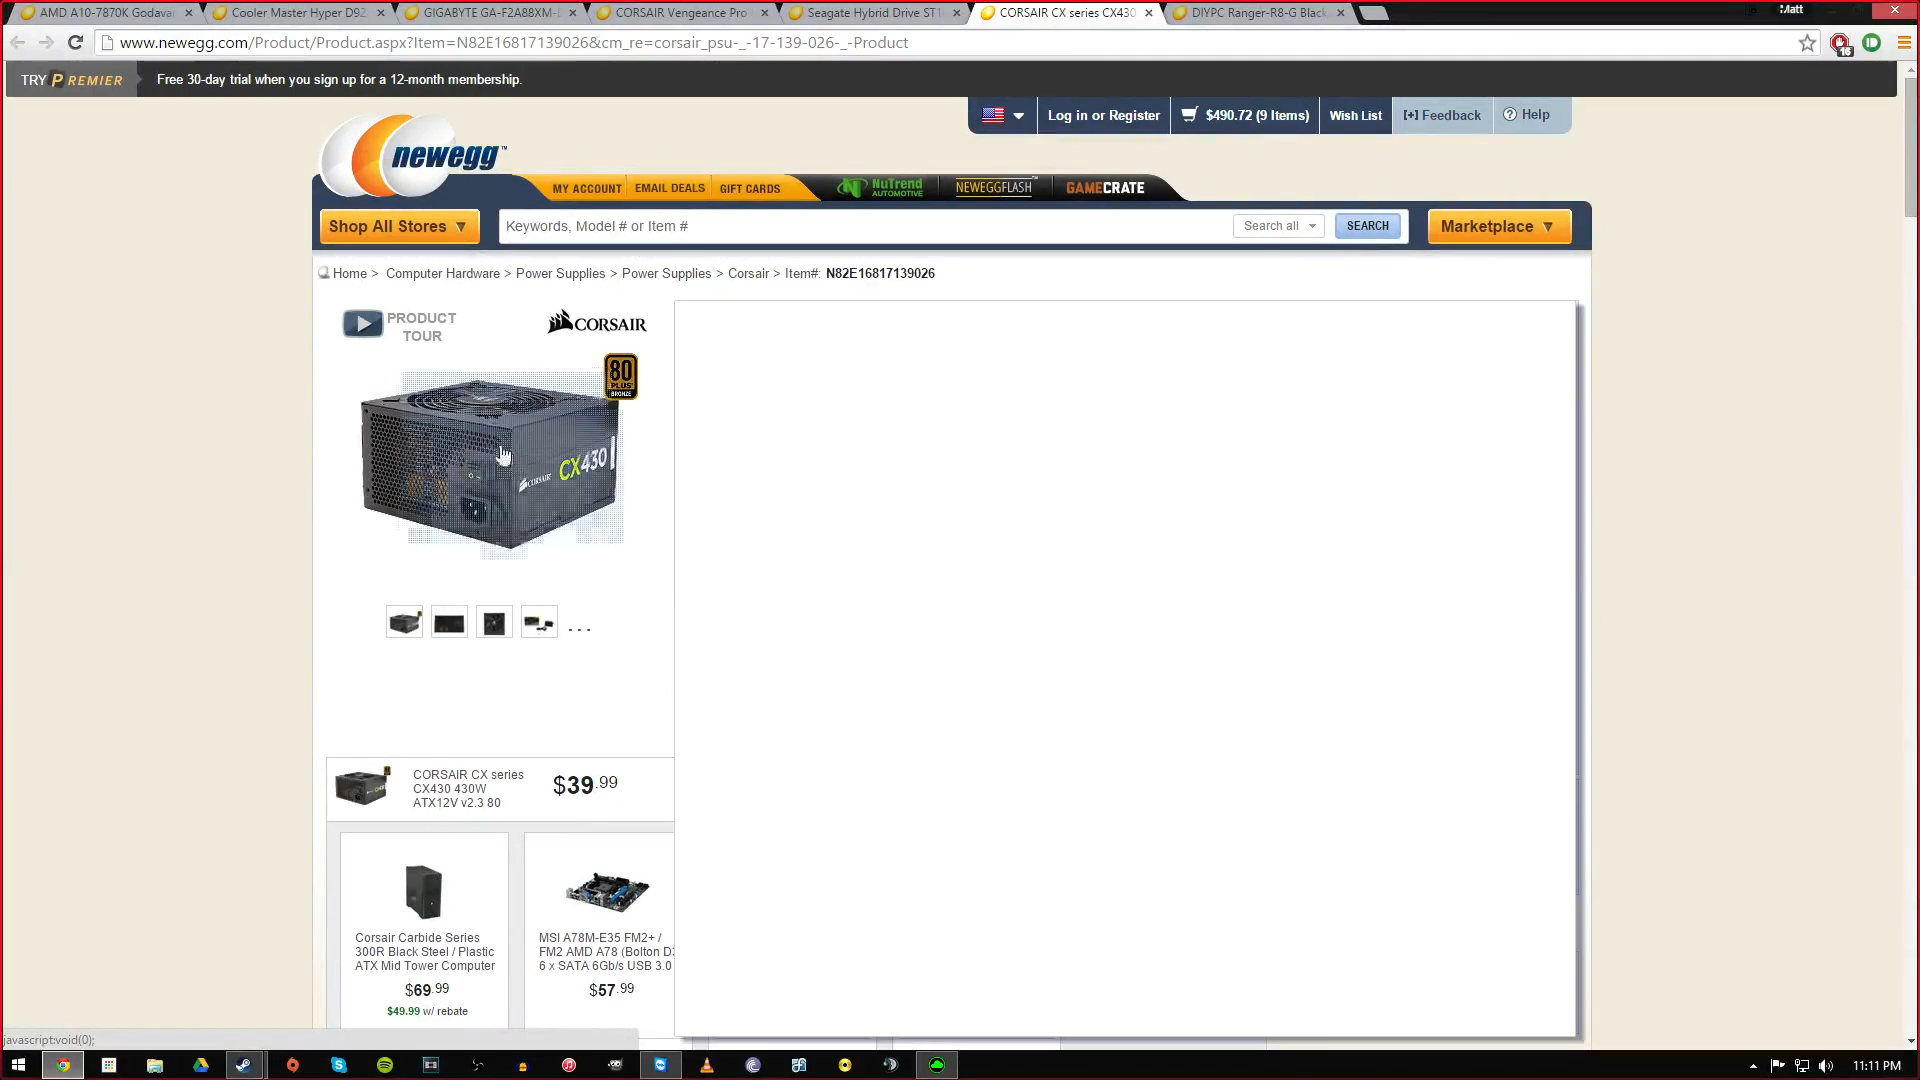 AMD A10-7870K Godava
Cooler Master Hyper D92
GIGABYTE GA-F2A88XM-
CORSAIR Vengeance Pro
Seagate Hybrid Drive ST1
CORSAIR CX series CX430
DIYPC Ranger-R8-G Black
Matt
www.newegg.com/Product/Product.aspx?Item=N82E16817139026&cm_re=corsair_psu-_-17-139-026-_-Product
16
TRY PREMIER
Free 30-day trial when you sign up for a 12-month membership.
Log in or Register
$490.72 (9 Items)
Wish List
[+] Feedback
? Help
newegg™
MY ACCOUNT
EMAIL DEALS
GIFT CARDS
NUTREND AUTOMOTIVE
NEWEGGFLASH™
GAMECRATE
Shop All Stores ▼
Keywords, Model # or Item #
Search all
SEARCH
Marketplace ▼
Home > Computer Hardware > Power Supplies > Power Supplies > Corsair > Item#: N82E16817139026
PRODUCT
TOUR
CORSAIR
80
PLUS
BRONZE
CORSAIR CX430
. . .
CORSAIR CX series
CX430 430W
ATX12V v2.3 80
$39.99
Corsair Carbide Series
300R Black Steel / Plastic
ATX Mid Tower Computer
$69.99
$49.99 w/ rebate
MSI A78M-E35 FM2+ /
FM2 AMD A78 (Bolton D3
6 x SATA 6Gb/s USB 3.0
$57.99
javascript:void(0);
11:11 PM